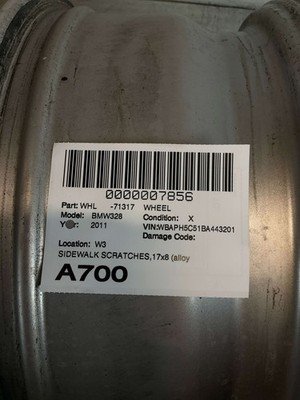 0000007856
Part: WHL -71317 WHEEL
Model: BMW328 Condition: X
Year: 2011 VIN:WBAPH5C51BA443201
Damage Code:
Location: W3
SIDEWALK SCRATCHES,17x8 (alloy
A700